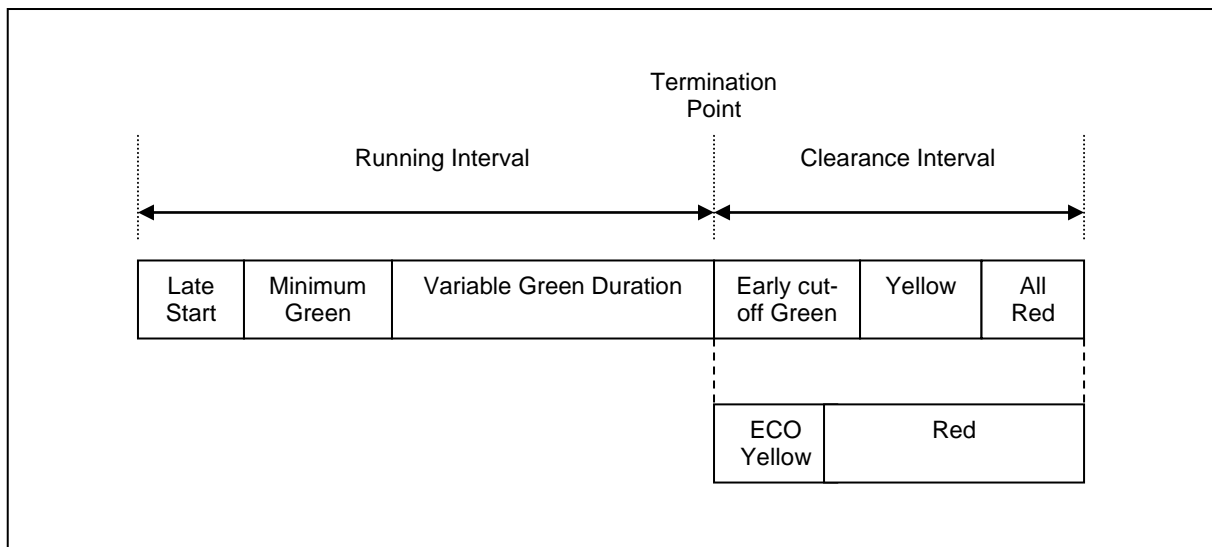 Termination
Point
Running Interval
Clearance Interval
Late
Start
Minimum
Green
Variable Green Duration
Early cut-
off Green
Yellow
All
Red
ECO
Yellow
Red